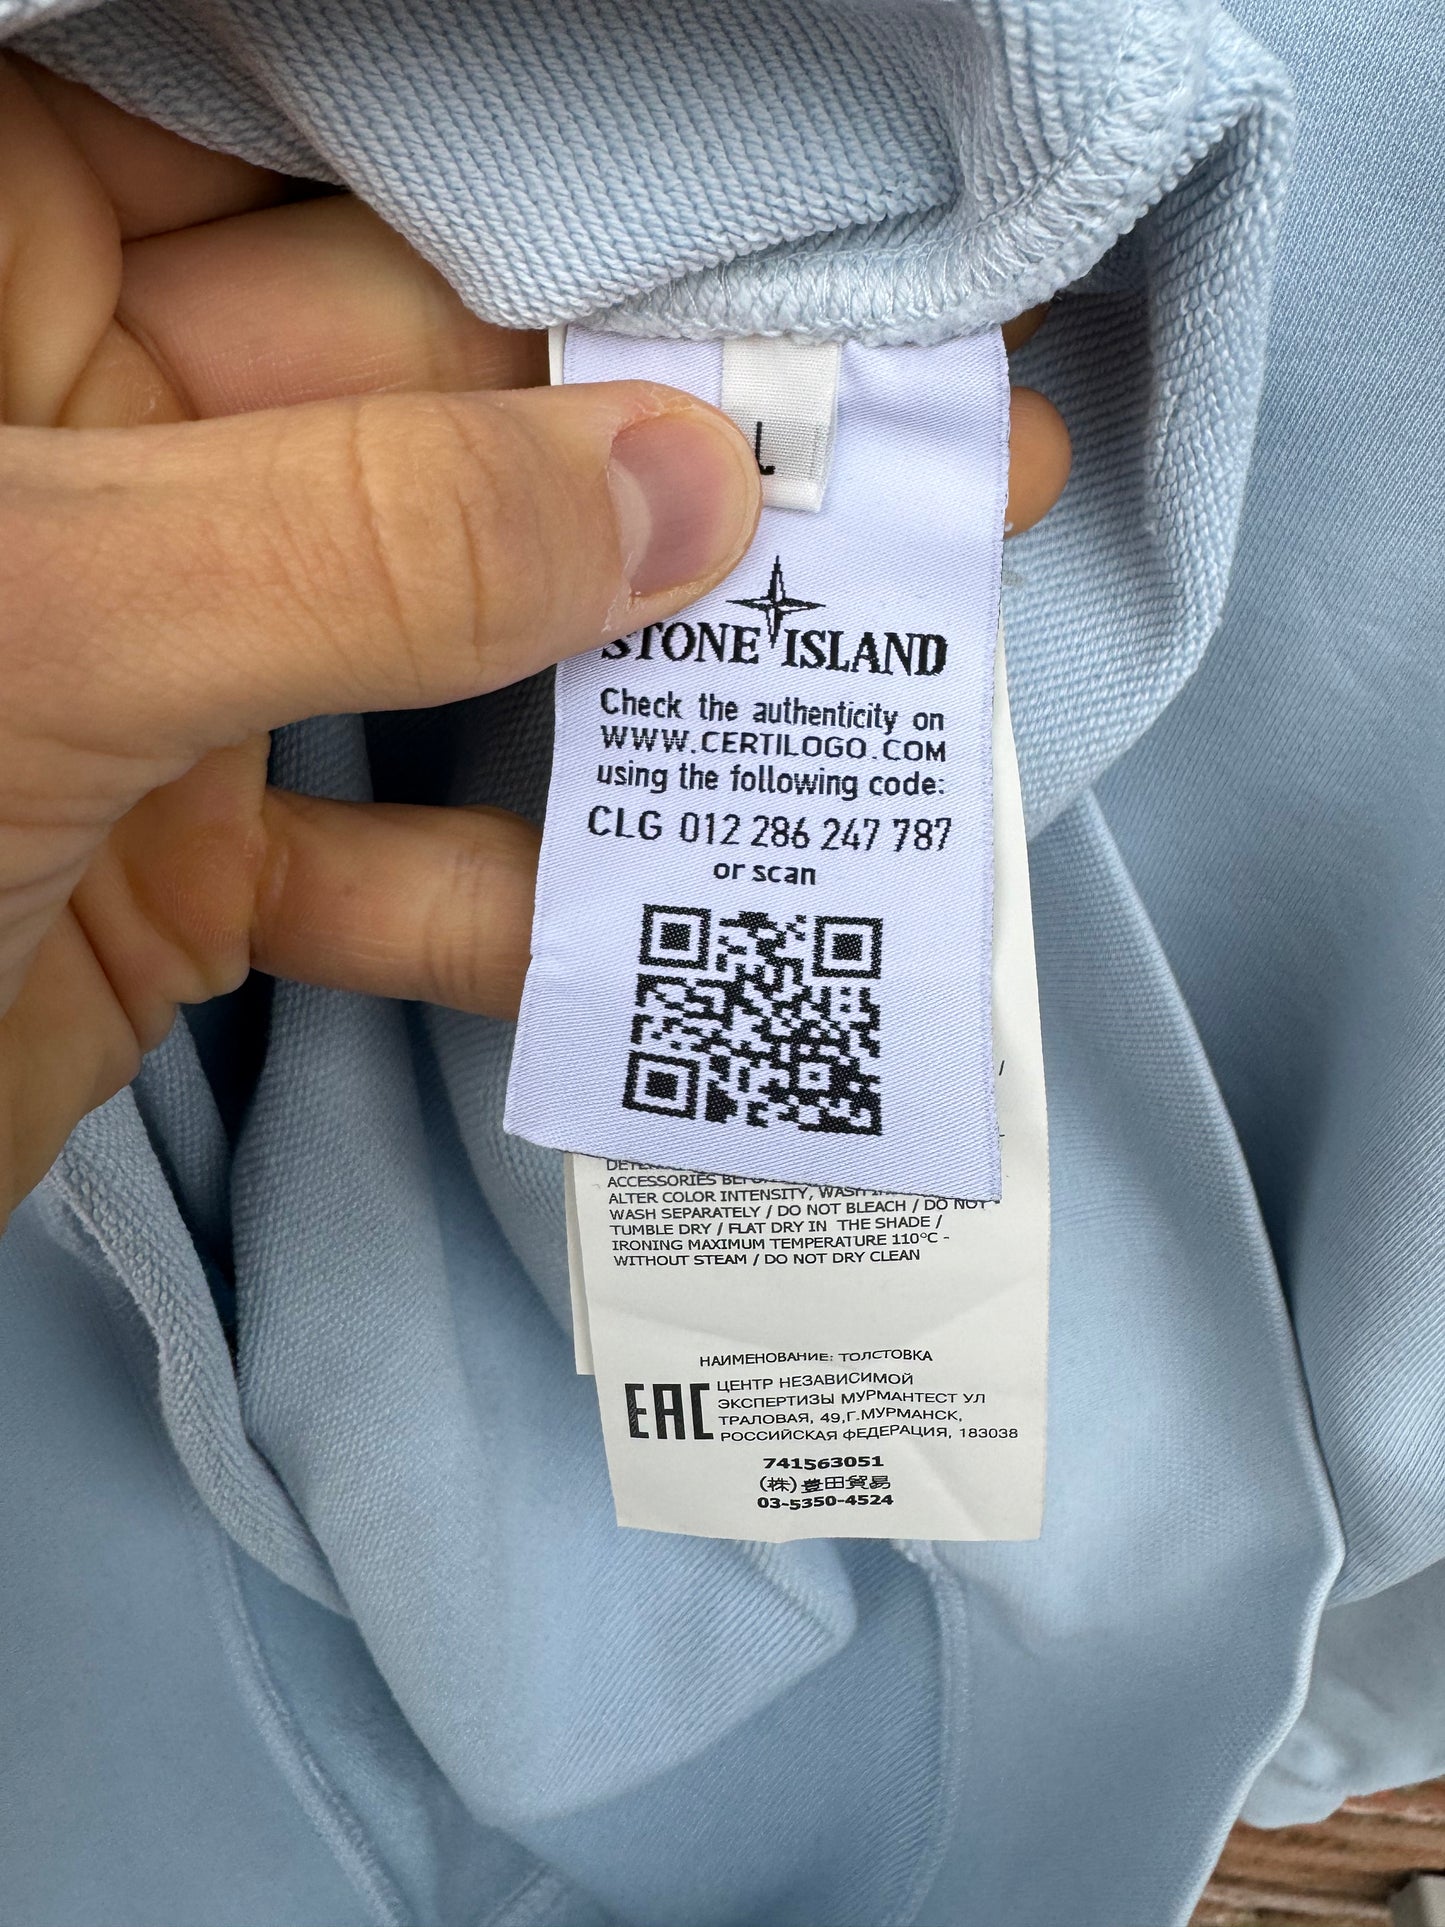 L
STONE ISLAND
Check the authenticity on
WWW.CERTILOGO.COM
using the following code:
CLG 012 286 247 787
or scan
ACCESSORIES
ALTER COLOR INTENSITY, WASH
WASH SEPARATELY / DO NOT BLEACH / DO NOT
TUMBLE DRY / FLAT DRY IN THE SHADE /
IRONING MAXIMUM TEMPERATURE 110°C -
WITHOUT STEAM / DO NOT DRY CLEAN
НАИМЕНОВАНИЕ: ТОЛСТОВКА
EAC
ЦЕНТР НЕЗАВИСИМОЙ
ЭКСПЕРТИЗЫ МУРМАНТЕСТ УЛ
ТРАЛОВАЯ, 49,Г.МУРМАНСК,
РОССИЙСКАЯ ФЕДЕРАЦИЯ, 183038
741563051
(株)豊田貿易
03-5350-4524